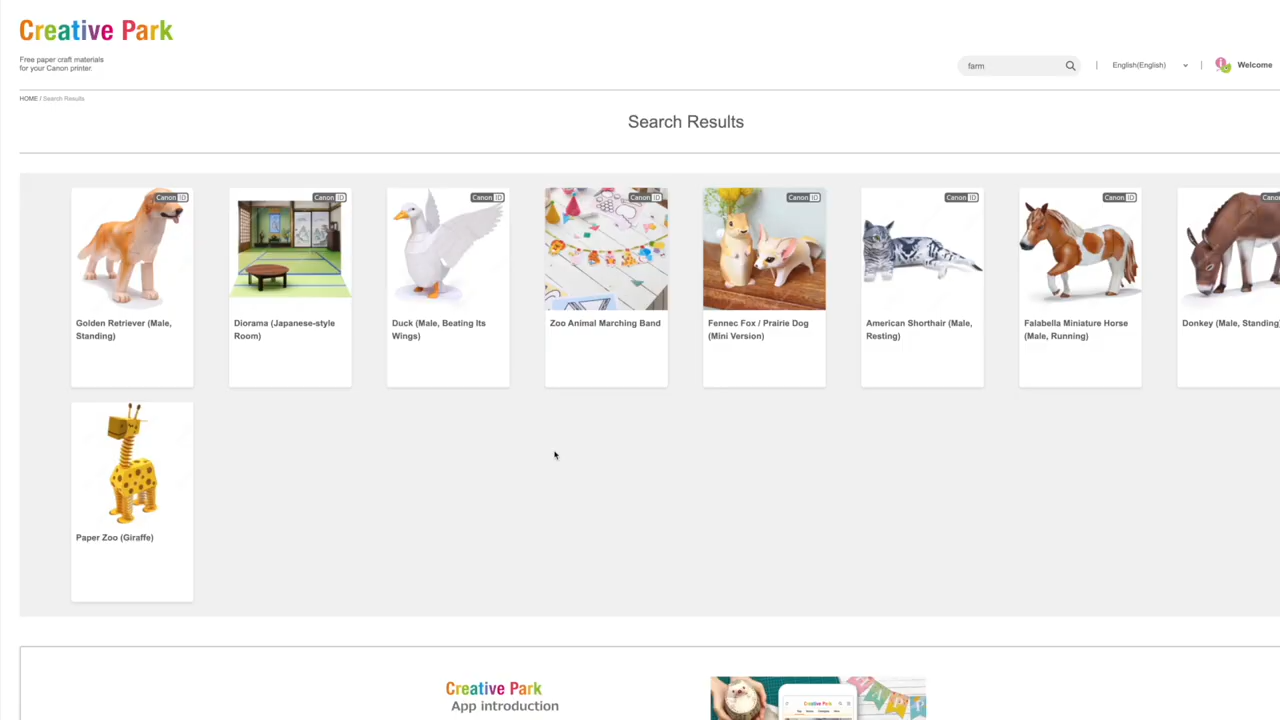 Creative Park
Free paper craft materials
for your Canon printer.
farm
English(English)
Welcome
HOME / Search Results
Search Results
Canon ID
Canon ID
Canon ID
Canon ID
Canon ID
Canon ID
Canon ID
Golden Retriever (Male,
Standing)
Diorama (Japanese-style
Room)
Duck (Male, Beating Its
Wings)
Zoo Animal Marching Band
Fennec Fox / Prairie Dog
(Mini Version)
American Shorthair (Male,
Resting)
Falabella Miniature Horse
(Male, Running)
Donkey (Male, Standing)
Paper Zoo (Giraffe)
Creative Park
App introduction
Creative Park